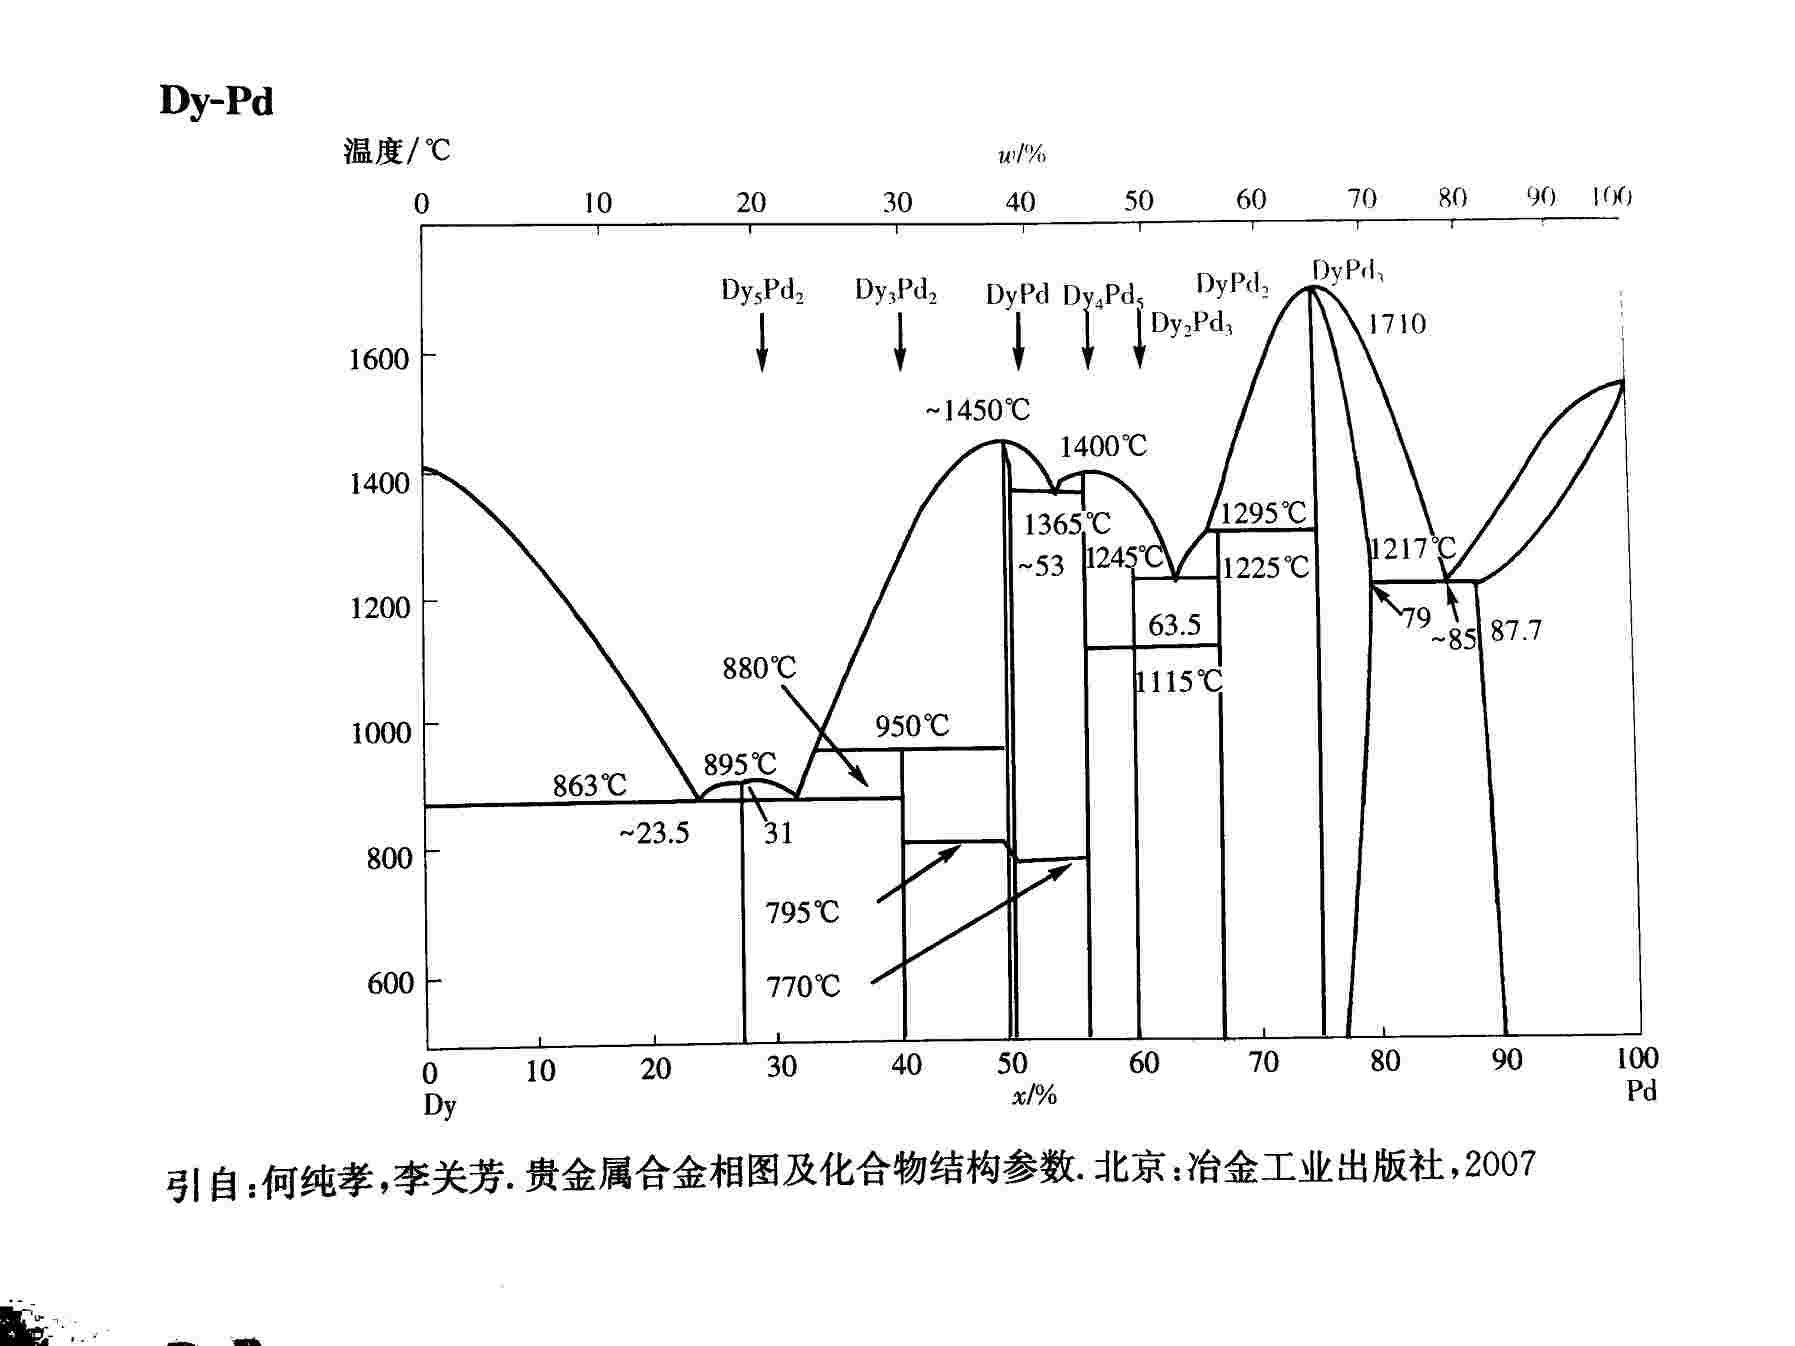 Dy-Pd
温度/℃
w/%
0 10 20 30 40 50 60 70 80 90 100
Dy₅Pd₂ Dy₃Pd₂ DyPd Dy₄Pd₅ DyPd₂ DyPd₃
Dy₂Pd₃
1710
1600
~1450℃
1400℃
1400
1365℃
1295℃
~53
1245℃
1225℃
1217℃
1200
63.5
79
~85
87.7
880℃
1115℃
1000
950℃
863℃
895℃
~23.5
31
800
795℃
770℃
600
0 10 20 30 40 50 60 70 80 90 100
Dy
x/%
Pd
引自:何纯孝,李关芳.贵金属合金相图及化合物结构参数.北京:冶金工业出版社,2007